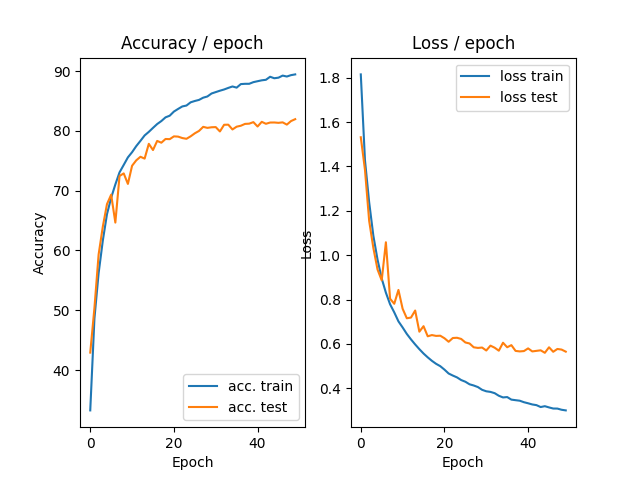 Accuracy / epoch
90
80
70
60
50
40
Accuracy
0
20
40
Epoch
acc. train
acc. test
Loss / epoch
1.8
1.6
1.4
1.2
1.0
0.8
0.6
0.4
Loss
0
20
40
Epoch
loss train
loss test